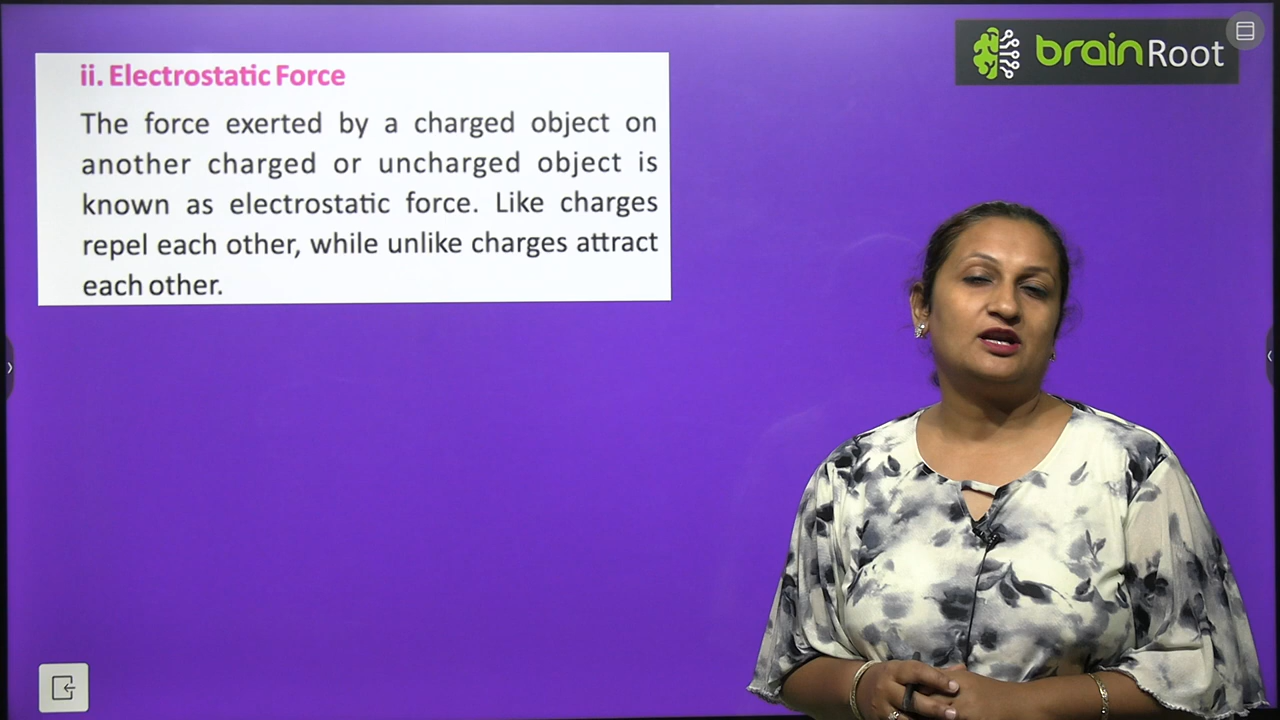 ii. Electrostatic Force
The force exerted by a charged object on
another charged or uncharged object is
known as electrostatic force. Like charges
repel each other, while unlike charges attract
each other.
brainRoot